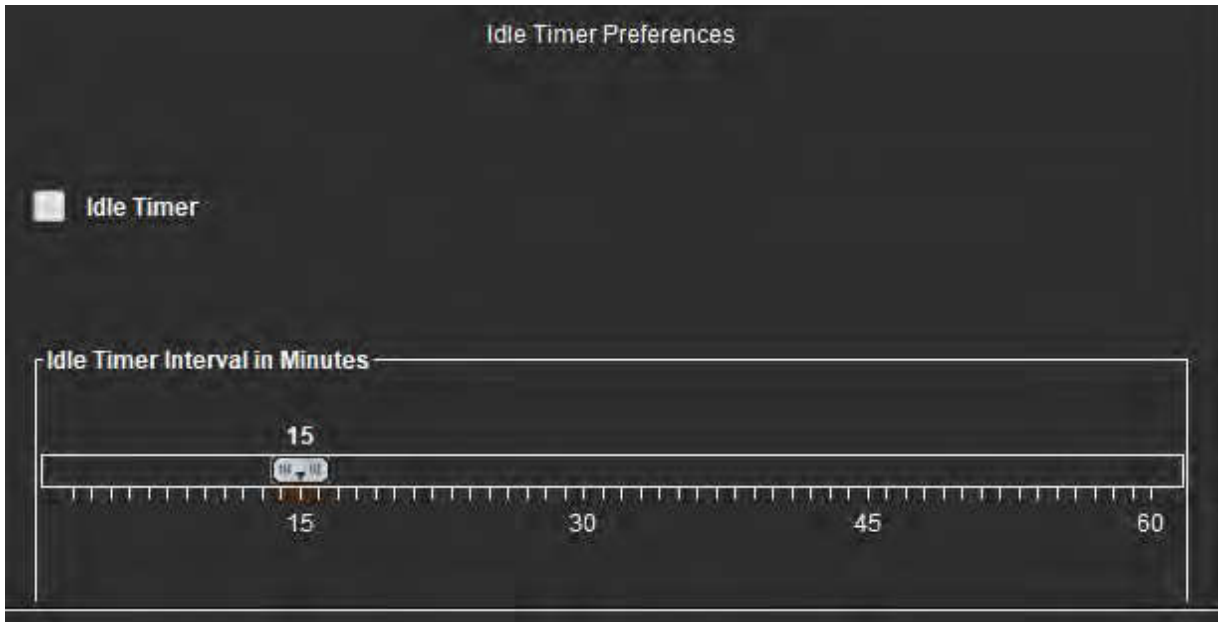 Idle Timer Preferences
Idle Timer
Idle Timer Interval in Minutes
15
15 30 45 60